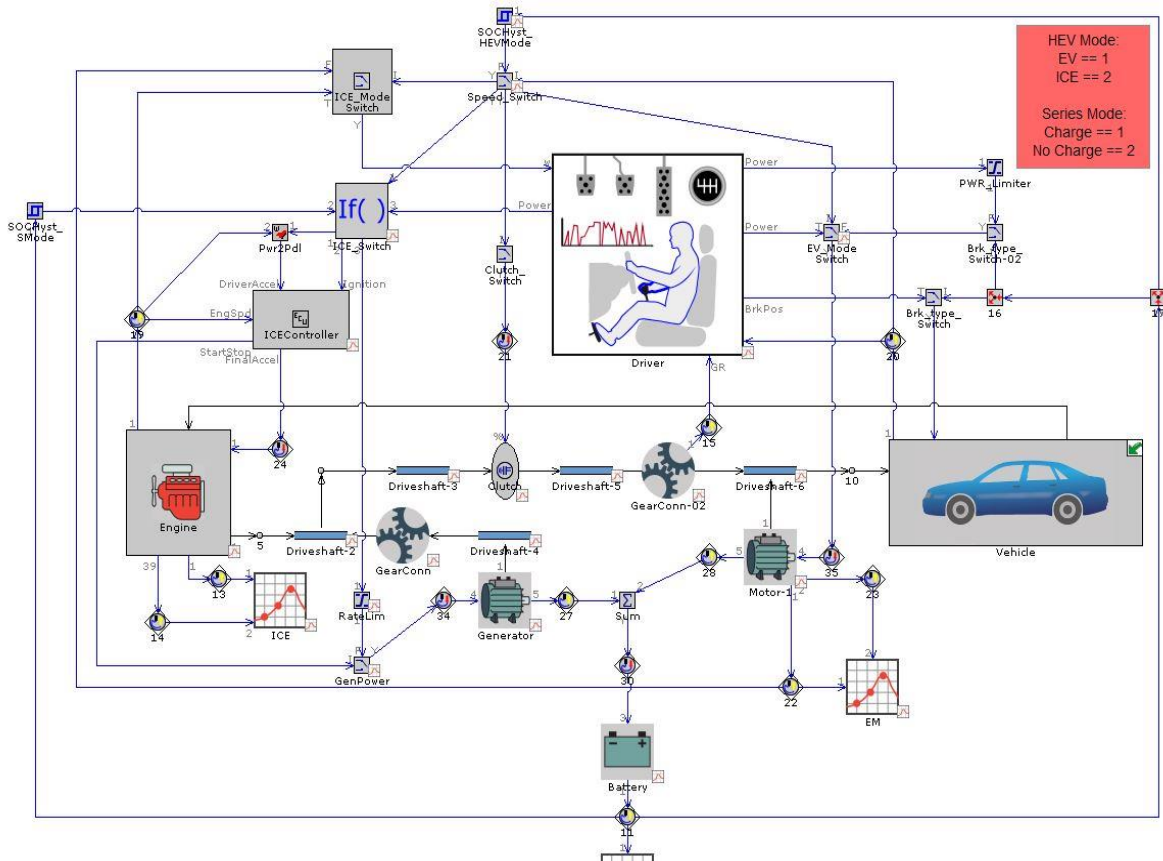 SOCHyst_
HEVMode
HEV Mode:
EV == 1
ICE == 2
Series Mode:
Charge == 1
No Charge == 2
ICE_Mode
Switch
Speed_Switch
Power
PWR_Limiter
SOCHyst_
SMode
If( )
ICE_Switch
Pwr2Pdl
Power
Power
EV_Mode
Switch
Brk_type_
Switch-02
Clutch_
Switch
DriverAccel
Ignition
EngSpd
ECU
ICEController
StartStop
FinalAccel
BrkPos
Brk_type_
Switch
16
17
19
21
20
Driver
GR
15
24
Engine
Driveshaft-3
Clutch
Driveshaft-5
GearConn-02
Driveshaft-6
10
Vehicle
5
Driveshaft-2
GearConn
Driveshaft-4
39
13
14
ICE
RateLim
34
Generator
27
Sum
28
Motor-1
35
23
GenPower
30
22
EM
Battery
11